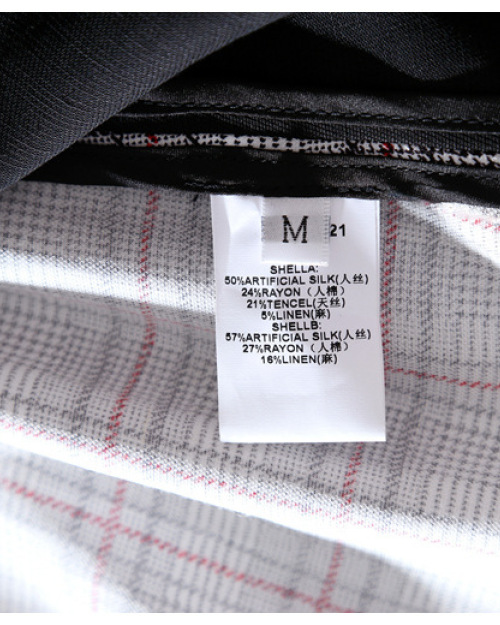 M 21
SHELLA:
50%ARTIFICIAL SILK(人丝)
24%RAYON（人棉）
21%TENCEL(天丝)
5%LINEN(麻)
SHELLB:
57%ARTIFICIAL SILK(人丝)
27%RAYON（人棉）
16%LINEN(麻)